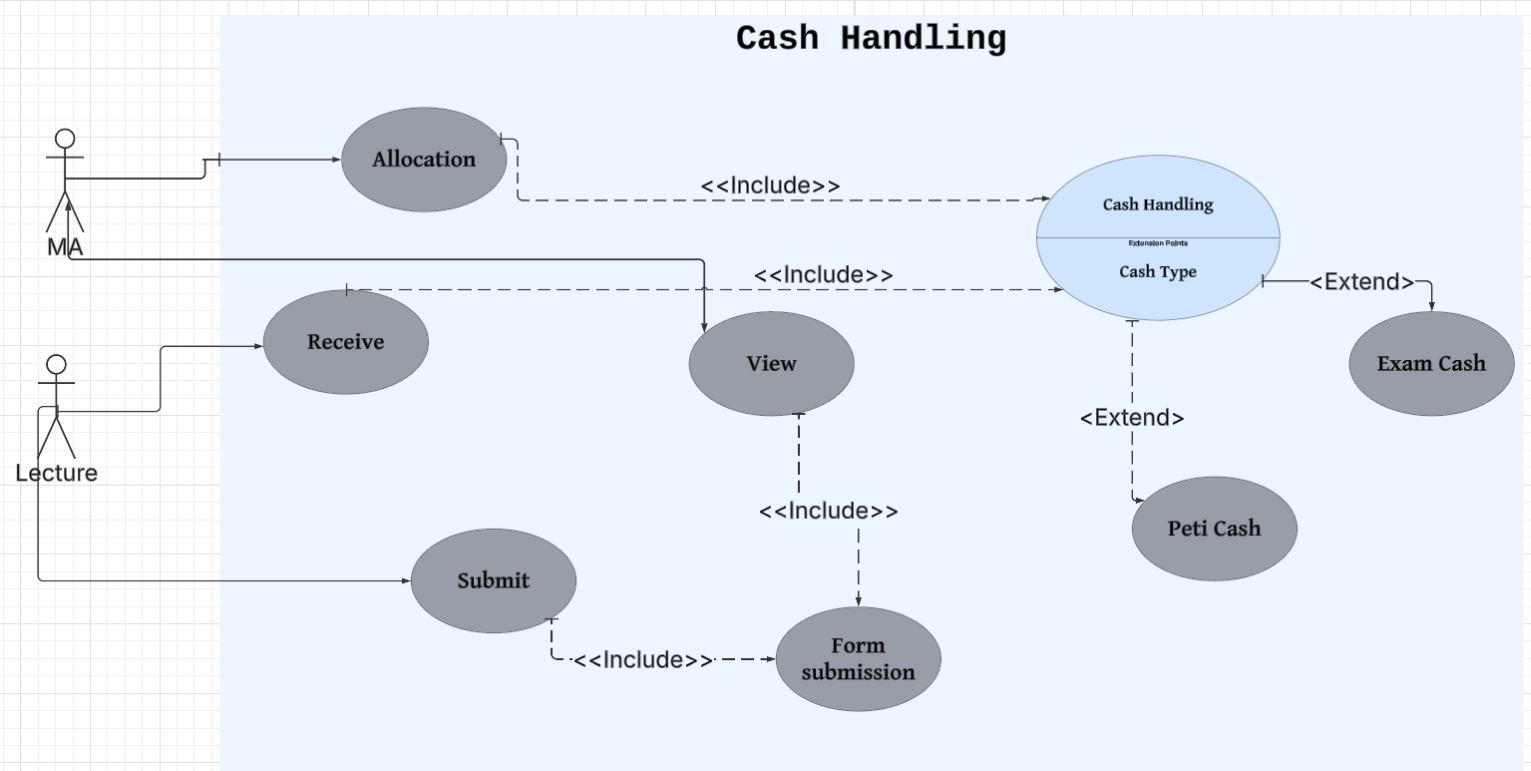 Cash Handling
Allocation
<<Include>>
Cash Handling
Extension Points
Cash Type
MA
<<Include>>
<Extend>
Receive
View
Exam Cash
<Extend>
Lecture
<<Include>>
Peti Cash
Submit
<<Include>>
Form
submission